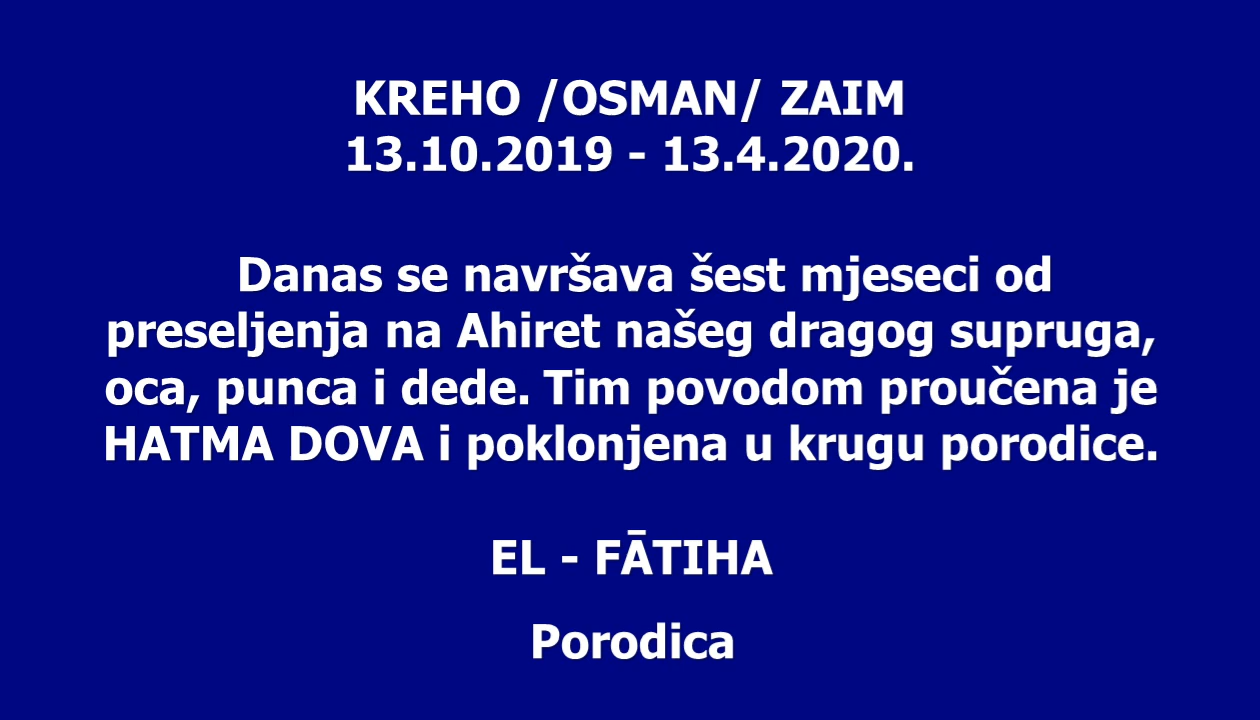 KREHO /OSMAN/ ZAIM
13.10.2019 - 13.4.2020.
Danas se navršava šest mjeseci od
preseljenja na Ahiret našeg dragog supruga,
oca, punca i dede. Tim povodom proučena je
HATMA DOVA i poklonjena u krugu porodice.
EL - FĀTIHA
Porodica